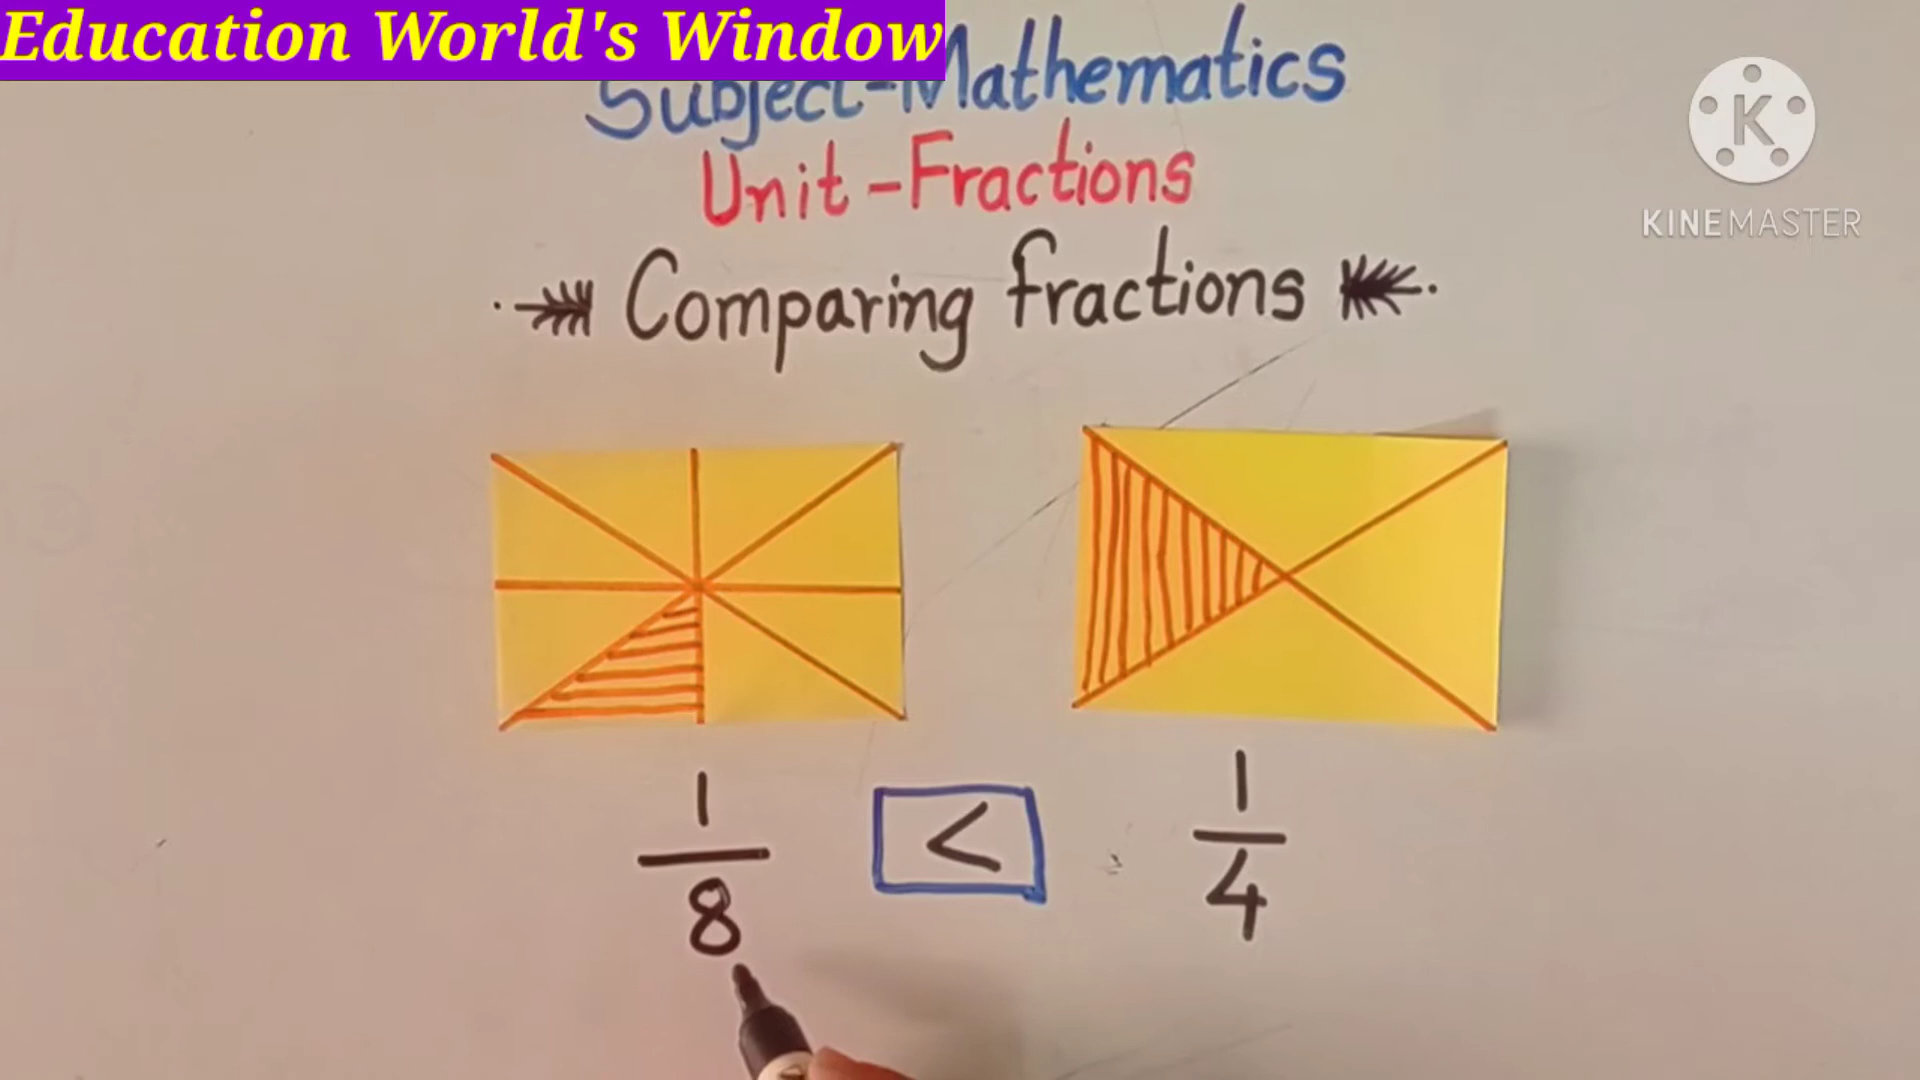 Education World's Window
Subject-Mathematics
Unit-Fractions
Comparing fractions
K
KINEMASTER
1/8 < 1/4